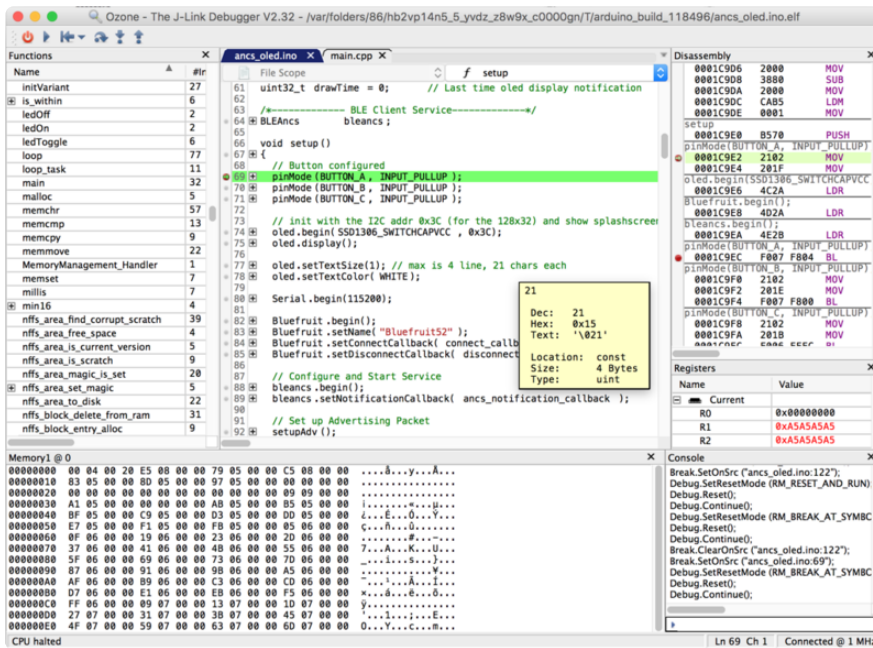 Ozone - The J-Link Debugger V2.32 - /var/folders/86/hb2vp14n5_5_yvdz_z8w9x_c0000gn/T/arduino_build_118496/ancs_oled.ino.elf
Functions
Name #Ir
initVariant 27
is_within 6
ledOff 2
ledOn 2
ledToggle 6
loop 77
loop_task 11
main 32
malloc 5
memchr 57
memcmp 13
memcpy 9
memmove 22
MemoryManagement_Handler 1
memset 7
millis 7
min16 4
nffs_area_find_corrupt_scratch 39
nffs_area_free_space 4
nffs_area_is_current_version 5
nffs_area_is_scratch 9
nffs_area_magic_is_set 20
nffs_area_set_magic 5
nffs_area_to_disk 22
nffs_block_delete_from_ram 31
nffs_block_entry_alloc 9
ancs_oled.ino X main.cpp X
File Scope f setup
61 uint32_t drawTime = 0; // Last time oled display notification
62
63 /*-------------- BLE Client Service--------------*/
64 BLEAncs bleancs;
65
66 void setup()
67 {
68 // Button configured
69 pinMode(BUTTON_A, INPUT_PULLUP);
70 pinMode(BUTTON_B, INPUT_PULLUP);
71 pinMode(BUTTON_C, INPUT_PULLUP);
72
73 // init with the I2C addr 0x3C (for the 128x32) and show splashscreen
74 oled.begin(SSD1306_SWITCHCAPVCC, 0x3C);
75 oled.display();
76
77 oled.setTextSize(1); // max is 4 line, 21 chars each
78 oled.setTextColor(WHITE);
79
80 Serial.begin(115200);
81
82 Bluefruit.begin();
83 Bluefruit.setName("Bluefruit52");
84 Bluefruit.setConnectCallback( connect_callb
85 Bluefruit.setDisconnectCallback( disconnect
86
87 // Configure and Start Service
88 bleancs.begin();
89 bleancs.setNotificationCallback( ancs_notification_callback );
90
91 // Set up Advertising Packet
92 setupAdv();
21
Dec: 21
Hex: 0x15
Text: '\021'
Location: const
Size: 4 Bytes
Type: uint
Disassembly
0001C9D6 2000 MOV
0001C9D8 3880 SUB
0001C9DA 2000 MOV
0001C9DC CAB5 LDM
0001C9DE 0001 MOV
setup
0001C9E0 B570 PUSH
pinMode(BUTTON_A, INPUT_PULLUP);
0001C9E2 2102 MOV
0001C9E4 201F MOV
oled.begin(SSD1306_SWITCHCAPVCC
0001C9E6 4C2A LDR
Bluefruit.begin();
0001C9E8 4D2A LDR
bleancs.begin();
0001C9EA 4E2B LDR
pinMode(BUTTON_A, INPUT_PULLUP);
0001C9EC F007 F804 BL
pinMode(BUTTON_B, INPUT_PULLUP);
0001C9F0 2102 MOV
0001C9F2 201E MOV
0001C9F4 F007 F800 BL
pinMode(BUTTON_C, INPUT_PULLUP);
0001C9F8 2102 MOV
0001C9FA 201B MOV
Registers
Name Value
Current
R0 0x00000000
R1 0xA5A5A5A5
R2 0xA5A5A5A5
Memory1 @ 0
00000000 00 04 00 20 E5 08 00 00 79 05 00 00 C5 08 00 00 ....å...y...Å...
00000010 83 05 00 00 8D 05 00 00 97 05 00 00 00 00 00 00 ................
00000020 00 00 00 00 00 00 00 00 00 00 00 00 09 09 00 00 ................
00000030 A1 05 00 00 00 00 00 00 AB 05 00 00 B5 05 00 00 ¡.......«...µ...
00000040 BF 05 00 00 C9 05 00 00 D3 05 00 00 DD 05 00 00 ¿...É...Ó...Ý...
00000050 E7 05 00 00 F1 05 00 00 FB 05 00 00 05 06 00 00 ç...ñ...û.......
00000060 0F 06 00 00 19 06 00 00 23 06 00 00 2D 06 00 00 ........#...-...
00000070 37 06 00 00 41 06 00 00 4B 06 00 00 55 06 00 00 7...A...K...U...
00000080 5F 06 00 00 69 06 00 00 73 06 00 00 7D 06 00 00 _...i...s...}...
00000090 87 06 00 00 91 06 00 00 9B 06 00 00 A5 06 00 00 ............¥...
000000A0 AF 06 00 00 B9 06 00 00 C3 06 00 00 CD 06 00 00 ¯...¹...Ã...Í...
000000B0 D7 06 00 00 E1 06 00 00 EB 06 00 00 F5 06 00 00 ×...á...ë...õ...
000000C0 FF 06 00 00 09 07 00 00 13 07 00 00 1D 07 00 00 ÿ...............
000000D0 27 07 00 00 31 07 00 00 3B 07 00 00 45 07 00 00 '...1...;...E...
000000E0 4F 07 00 00 59 07 00 00 63 07 00 00 6D 07 00 00 O...Y...c...m...
Console
Break.SetOnSrc ("ancs_oled.ino:122");
Debug.SetResetMode (RM_RESET_AND_RUN);
Debug.Reset();
Debug.Continue();
Debug.SetResetMode (RM_BREAK_AT_SYMBC
Debug.Reset();
Debug.Continue();
Break.ClearOnSrc ("ancs_oled.ino:122");
Break.SetOnSrc ("ancs_oled.ino:69");
Debug.SetResetMode (RM_BREAK_AT_SYMBC
Debug.Reset();
Debug.Continue();
CPU halted
Ln 69 Ch 1 Connected @ 1 MHz